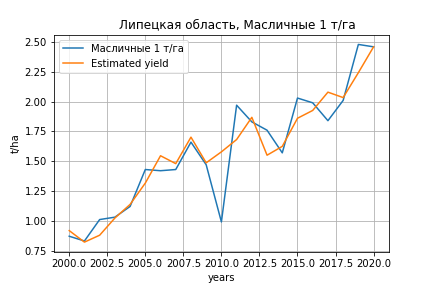 Липецкая область, Масличные 1 т/га
Масличные 1 т/га
Estimated yield
2.50
2.25
2.00
1.75
1.50
1.25
1.00
0.75
t/ha
2000.0 2002.5 2005.0 2007.5 2010.0 2012.5 2015.0 2017.5 2020.0
years